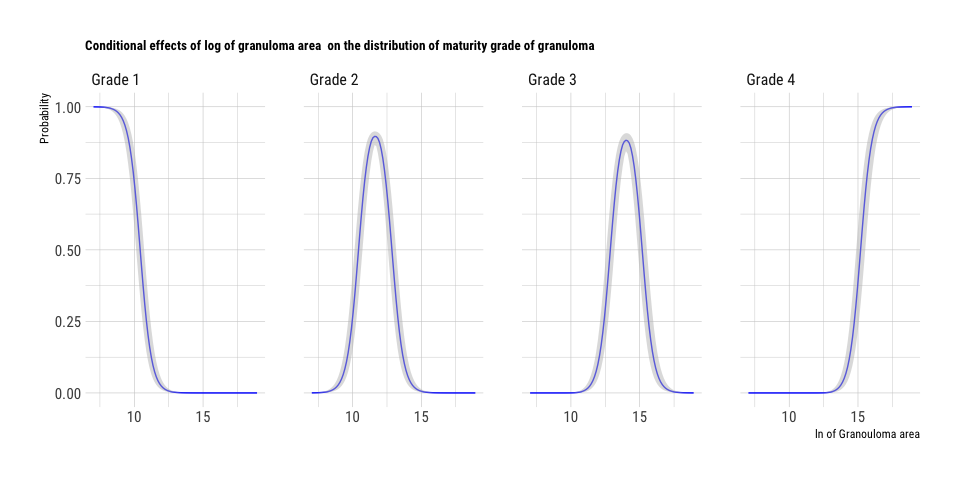 Conditional effects of log of granuloma area  on the distribution of maturity grade of granuloma
Grade 1
Grade 2
Grade 3
Grade 4
Probability
1.00
0.75
0.50
0.25
0.00
10 15
10 15
10 15
10 15
ln of Granouloma area